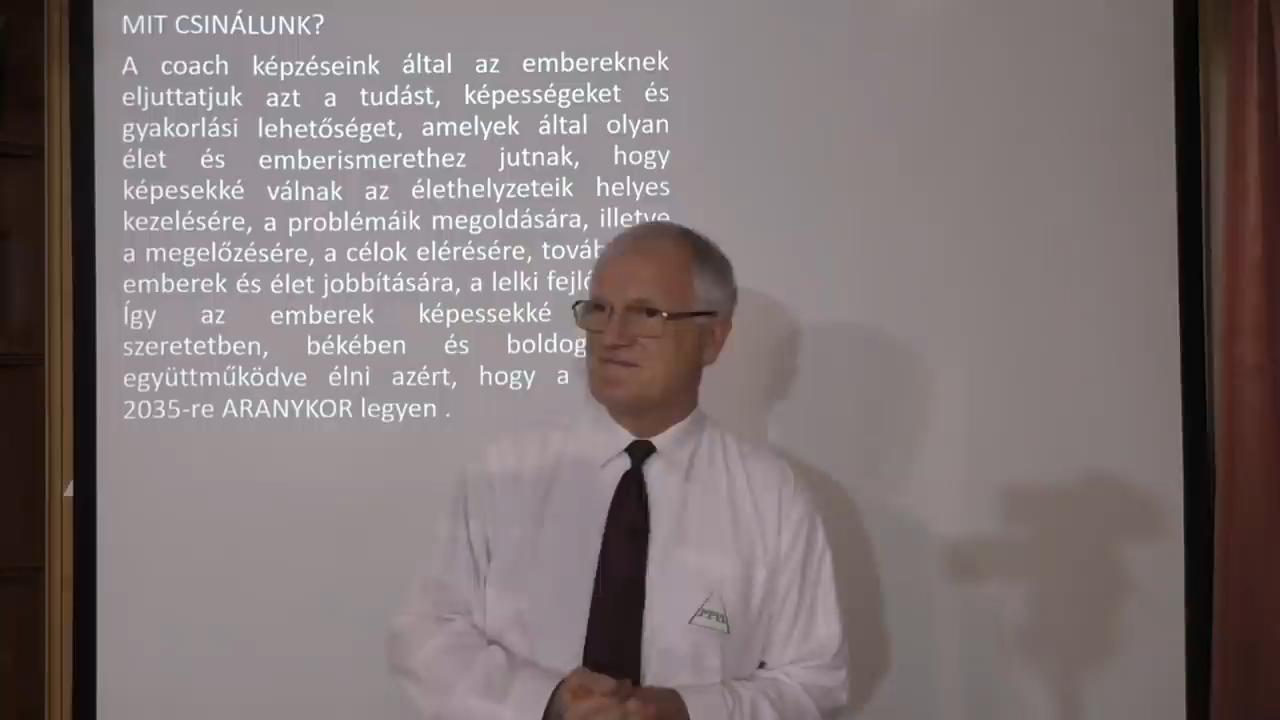 MIT CSINÁLUNK?
A coach képzéseink által az embereknek
eljuttatjuk azt a tudást, képességeket és
gyakorlási lehetőséget, amelyek által olyan
élet és emberismerethez jutnak, hogy
képesekké válnak az élethelyzeteik helyes
kezelésére, a problémáik megoldására, illetve
a megelőzésére, a célok elérésére,
emberek és élet jobbítására, a lelki
Így az emberek képessekké
szeretetben, békében és
együttműködve élni azért, hogy a
2035-re ARANYKOR legyen .